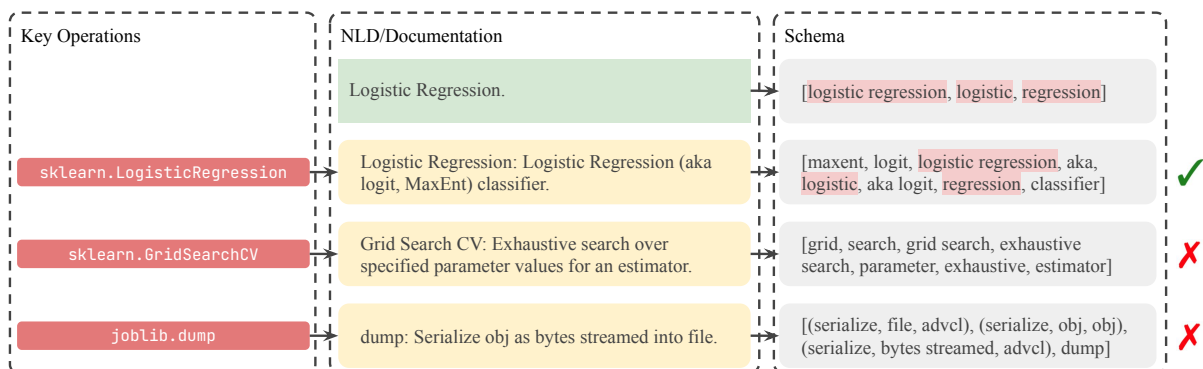 Key Operations
NLD/Documentation
Schema
Logistic Regression.
[logistic regression, logistic, regression]
sklearn.LogisticRegression
Logistic Regression: Logistic Regression (aka
logit, MaxEnt) classifier.
[maxent, logit, logistic regression, aka,
logistic, aka logit, regression, classifier]
sklearn.GridSearchCV
Grid Search CV: Exhaustive search over
specified parameter values for an estimator.
[grid, search, grid search, exhaustive
search, parameter, exhaustive, estimator]
joblib.dump
dump: Serialize obj as bytes streamed into file.
[(serialize, file, advcl), (serialize, obj, obj),
(serialize, bytes streamed, advcl), dump]